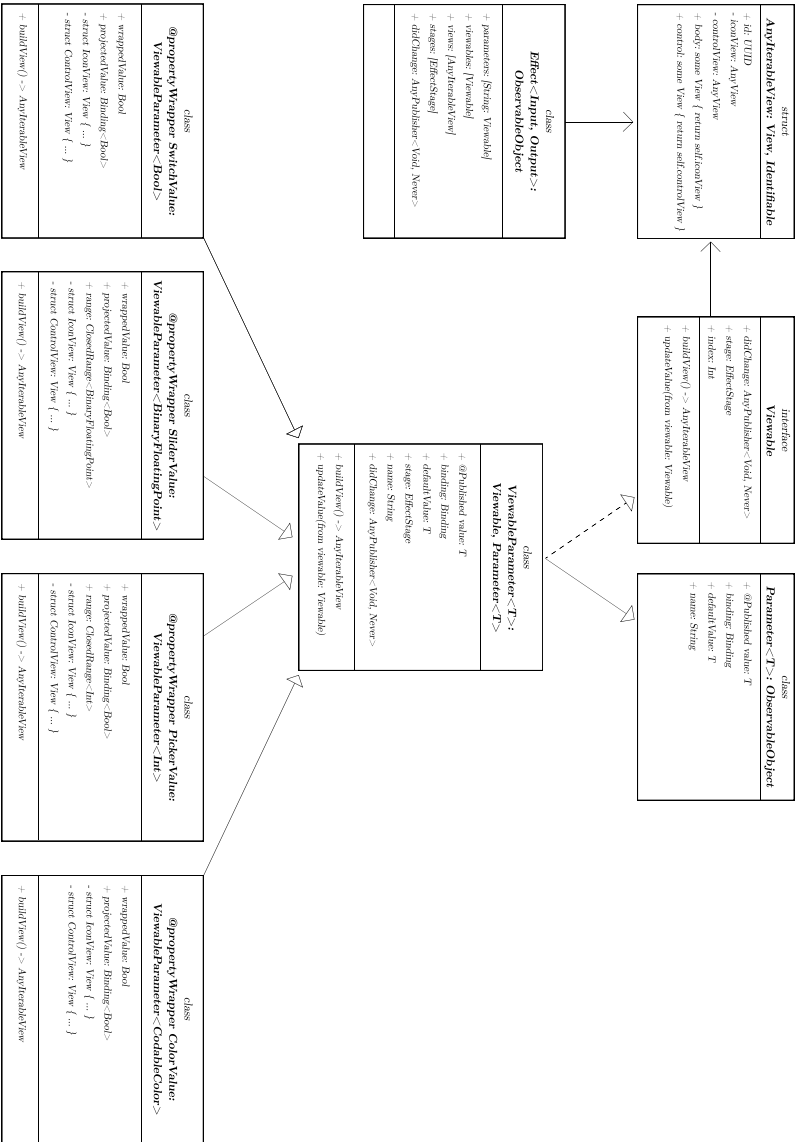 struct
AnyIterableView: View, Identifiable
+ id: UUID
- iconView: AnyView
- controlView: AnyView
+ body: some View { return self.iconView }
+ control: some View { return self.controlView }
interface
Viewable
+ didChange: AnyPublisher<Void, Never>
+ stage: EffectStage
+ index: Int
+ buildView() -> AnyIterableView
+ updateValue(from viewable: Viewable)
class
Parameter<T>: ObservableObject
+ @Published value: T
+ binding: Binding
+ defaultValue: T
+ name: String
class
Effect<Input, Output>:
ObservableObject
+ parameters: [String: Viewable]
+ viewables: [Viewable]
+ views: [AnyIterableView]
+ stages: [EffectStage]
+ didChange: AnyPublisher<Void, Never>
class
ViewableParameter<T>:
Viewable, Parameter<T>
+ @Published value: T
+ binding: Binding
+ defaultValue: T
+ stage: EffectStage
+ name: String
+ didChange: AnyPublisher<Void, Never>
+ buildView() -> AnyIterableView
+ updateValue(from viewable: Viewable)
class
@propertyWrapper SwitchValue:
ViewableParameter<Bool>
+ wrappedValue: Bool
+ projectedValue: Binding<Bool>
- struct IconView: View { ... }
- struct ControlView: View { ... }
+ buildView() -> AnyIterableView
class
@propertyWrapper SliderValue:
ViewableParameter<BinaryFloatingPoint>
+ wrappedValue: Bool
+ projectedValue: Binding<Bool>
+ range: ClosedRange<BinaryFloatingPoint>
- struct IconView: View { ... }
- struct ControlView: View { ... }
+ buildView() -> AnyIterableView
class
@propertyWrapper PickerValue:
ViewableParameter<Int>
+ wrappedValue: Bool
+ projectedValue: Binding<Bool>
+ range: ClosedRange<Int>
- struct IconView: View { ... }
- struct ControlView: View { ... }
+ buildView() -> AnyIterableView
class
@propertyWrapper ColorValue:
ViewableParameter<CodableColor>
+ wrappedValue: Bool
+ projectedValue: Binding<Bool>
- struct IconView: View { ... }
- struct ControlView: View { ... }
+ buildView() -> AnyIterableView